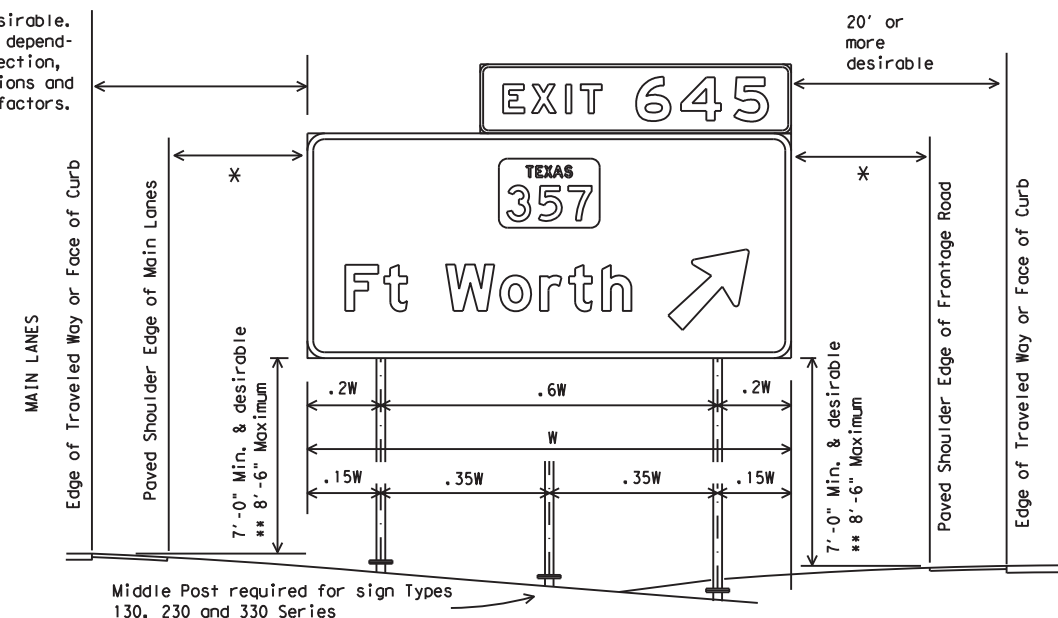 sirable.
depend-
ection,
ions and
factors.
20' or
more
desirable
EXIT 645
TEXAS
357
Ft Worth
*
*
MAIN LANES
Edge of Traveled Way or Face of Curb
Paved Shoulder Edge of Main Lanes
7'-0" Min. & desirable
** 8'-6" Maximum
.2W .6W .2W
W
.15W .35W .35W .15W
7'-0" Min. & desirable
** 8'-6" Maximum
Paved Shoulder Edge of Frontage Road
Edge of Traveled Way or Face of Curb
Middle Post required for sign Types
130, 230 and 330 Series